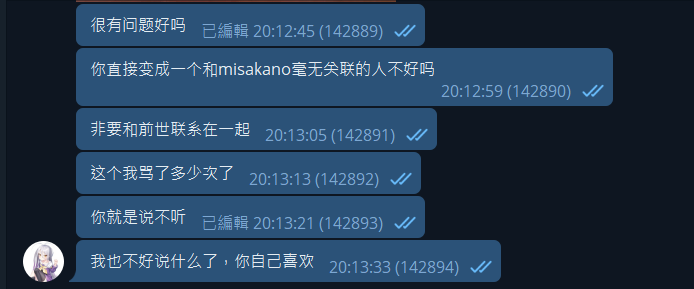 很有问题好吗 已編輯 20:12:45 (142889)
你直接变成一个和misakano毫无关联的人不好吗
20:12:59 (142890)
非要和前世联系在一起 20:13:05 (142891)
这个我骂了多少次了 20:13:13 (142892)
你就是说不听 已編輯 20:13:21 (142893)
我也不好说什么了，你自己喜欢 20:13:33 (142894)